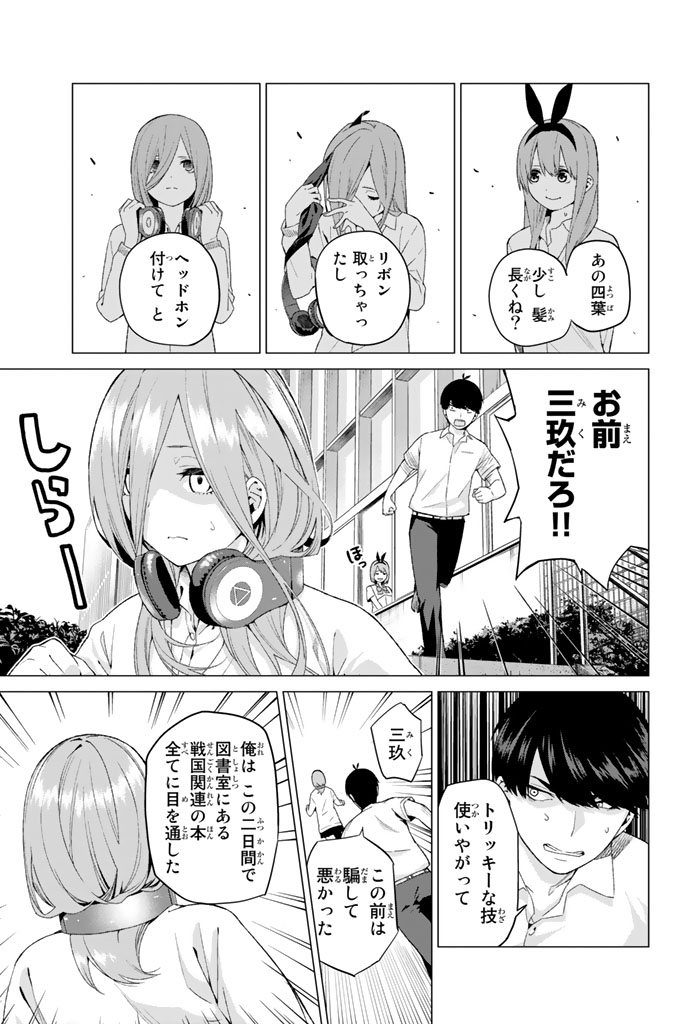 あの四葉
少し 髪
長くね？
リボン
取っちゃっ
たし
ヘッドホン
付けて と
お前
三玖だろ!!
ぼっ
しらー
トリッキーな技
使いやがって
三玖
この前は
騙して
悪かった
俺は この二日間で
図書室にある
戦国関連の本
全てに目を通した